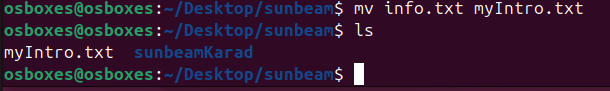 osboxes@osboxes:~/Desktop/sunbeam$ mv info.txt myIntro.txt
osboxes@osboxes:~/Desktop/sunbeam$ ls
myIntro.txt  sunbeamKarad
osboxes@osboxes:~/Desktop/sunbeam$